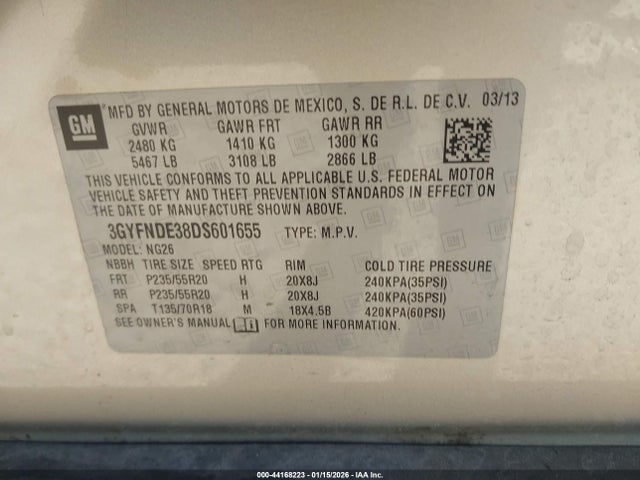 GM
MFD BY GENERAL MOTORS DE MEXICO, S. DE R.L. DE C.V. 03/13
GVWR GAWR FRT GAWR RR
2480 KG 1410 KG 1300 KG
5467 LB 3108 LB 2866 LB
THIS VEHICLE CONFORMS TO ALL APPLICABLE U.S. FEDERAL MOTOR
VEHICLE SAFETY AND THEFT PREVENTION STANDARDS IN EFFECT ON
THE DATE OF MANUFACTURE SHOWN ABOVE.
3GYFNDE38DS601655 TYPE: M.P.V.
MODEL: NG26
NBBH TIRE SIZE SPEED RTG RIM COLD TIRE PRESSURE
FRT P235/55R20 H 20X8J 240KPA(35PSI)
RR P235/55R20 H 20X8J 240KPA(35PSI)
SPA T135/70R18 M 18X4.5B 420KPA(60PSI)
SEE OWNER'S MANUAL FOR MORE INFORMATION.
000-44168223 - 01/15/2026 - IAA Inc.